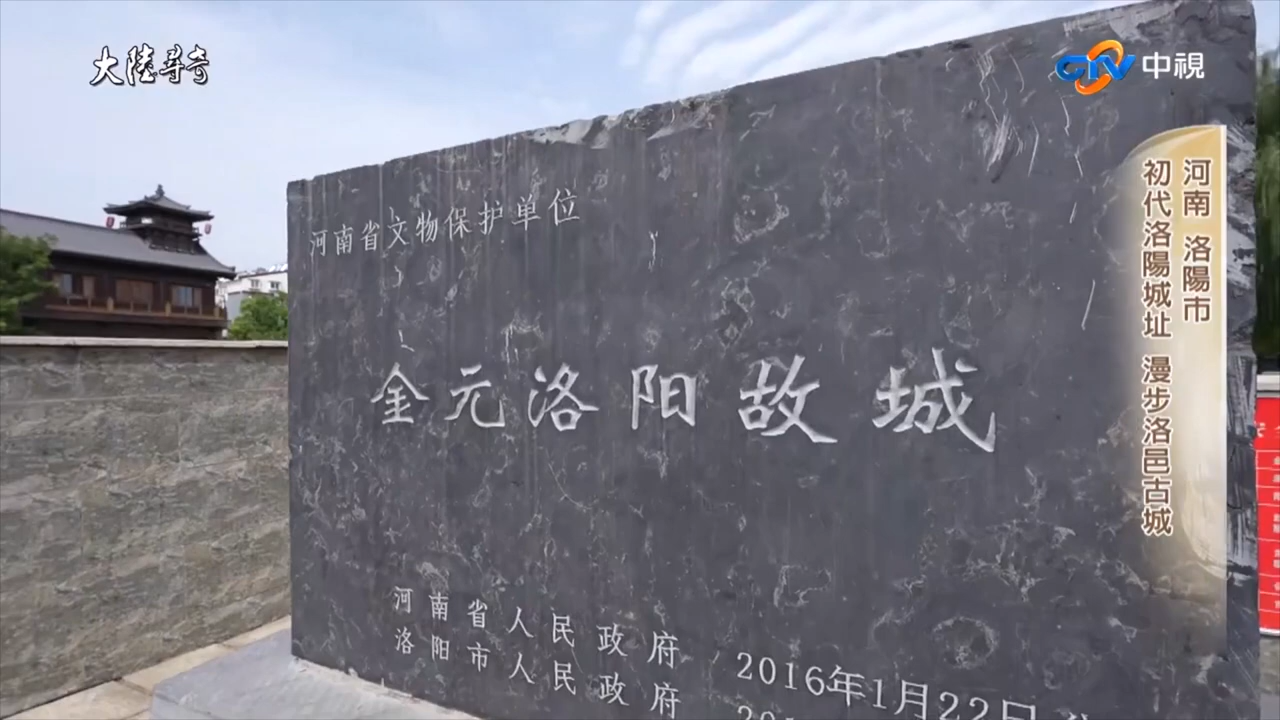 大陸尋奇
CTV中視
河南 洛陽市
初代洛陽城址 漫步洛邑古城
河南省文物保护单位
金元洛阳故城
河南省人民政府 2016年1月22日
洛阳市人民政府